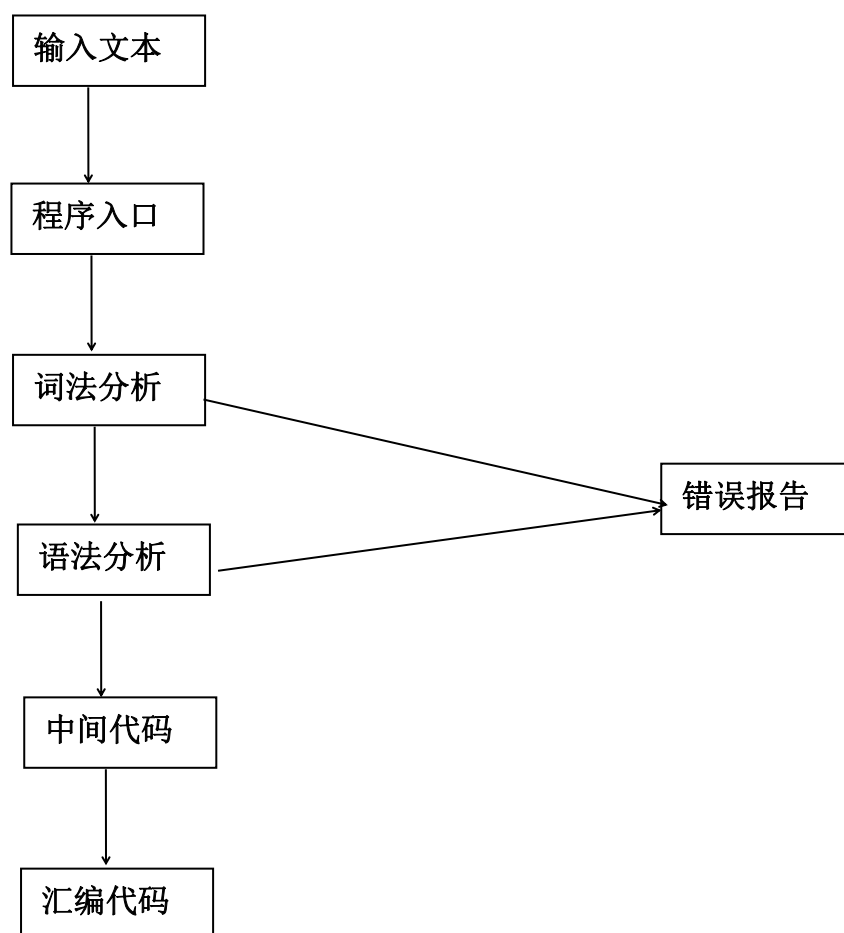 输入文本
程序入口
词法分析
错误报告
语法分析
中间代码
汇编代码